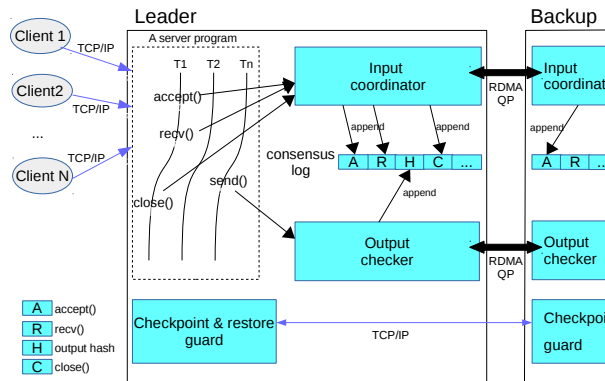 Leader
Backup
Client 1
TCP/IP
A server program
T1 T2 Tn
Input
coordinator
Input
RDMA
QP
Client2
TCP/IP
accept()
...
recv()
append
append
append
append
consensus
log
A R H C ...
A R ...
TCP/IP
Client N
send()
close()
append
Output
checker
RDMA
QP
Output
checker
A accept()
R recv()
H output hash
C close()
Checkpoint & restore
guard
TCP/IP
guard